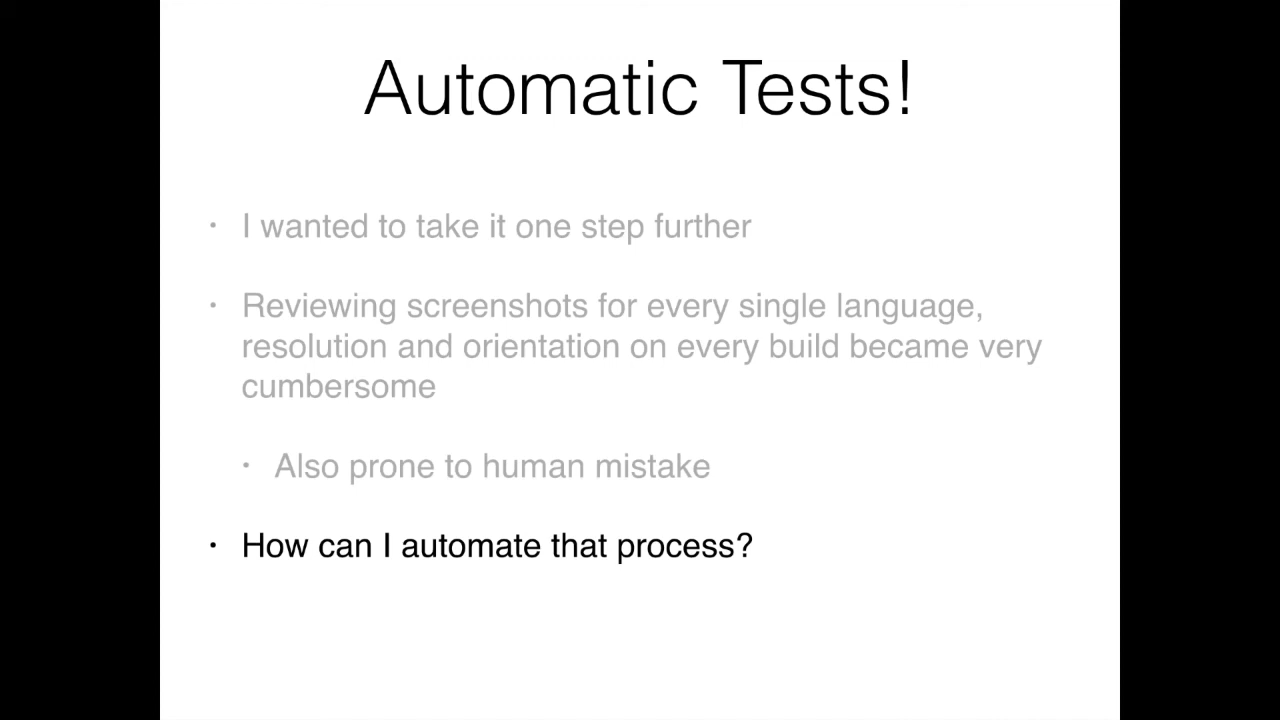 Automatic Tests!
• I wanted to take it one step further
• Reviewing screenshots for every single language,
resolution and orientation on every build became very
cumbersome
• Also prone to human mistake
• How can I automate that process?